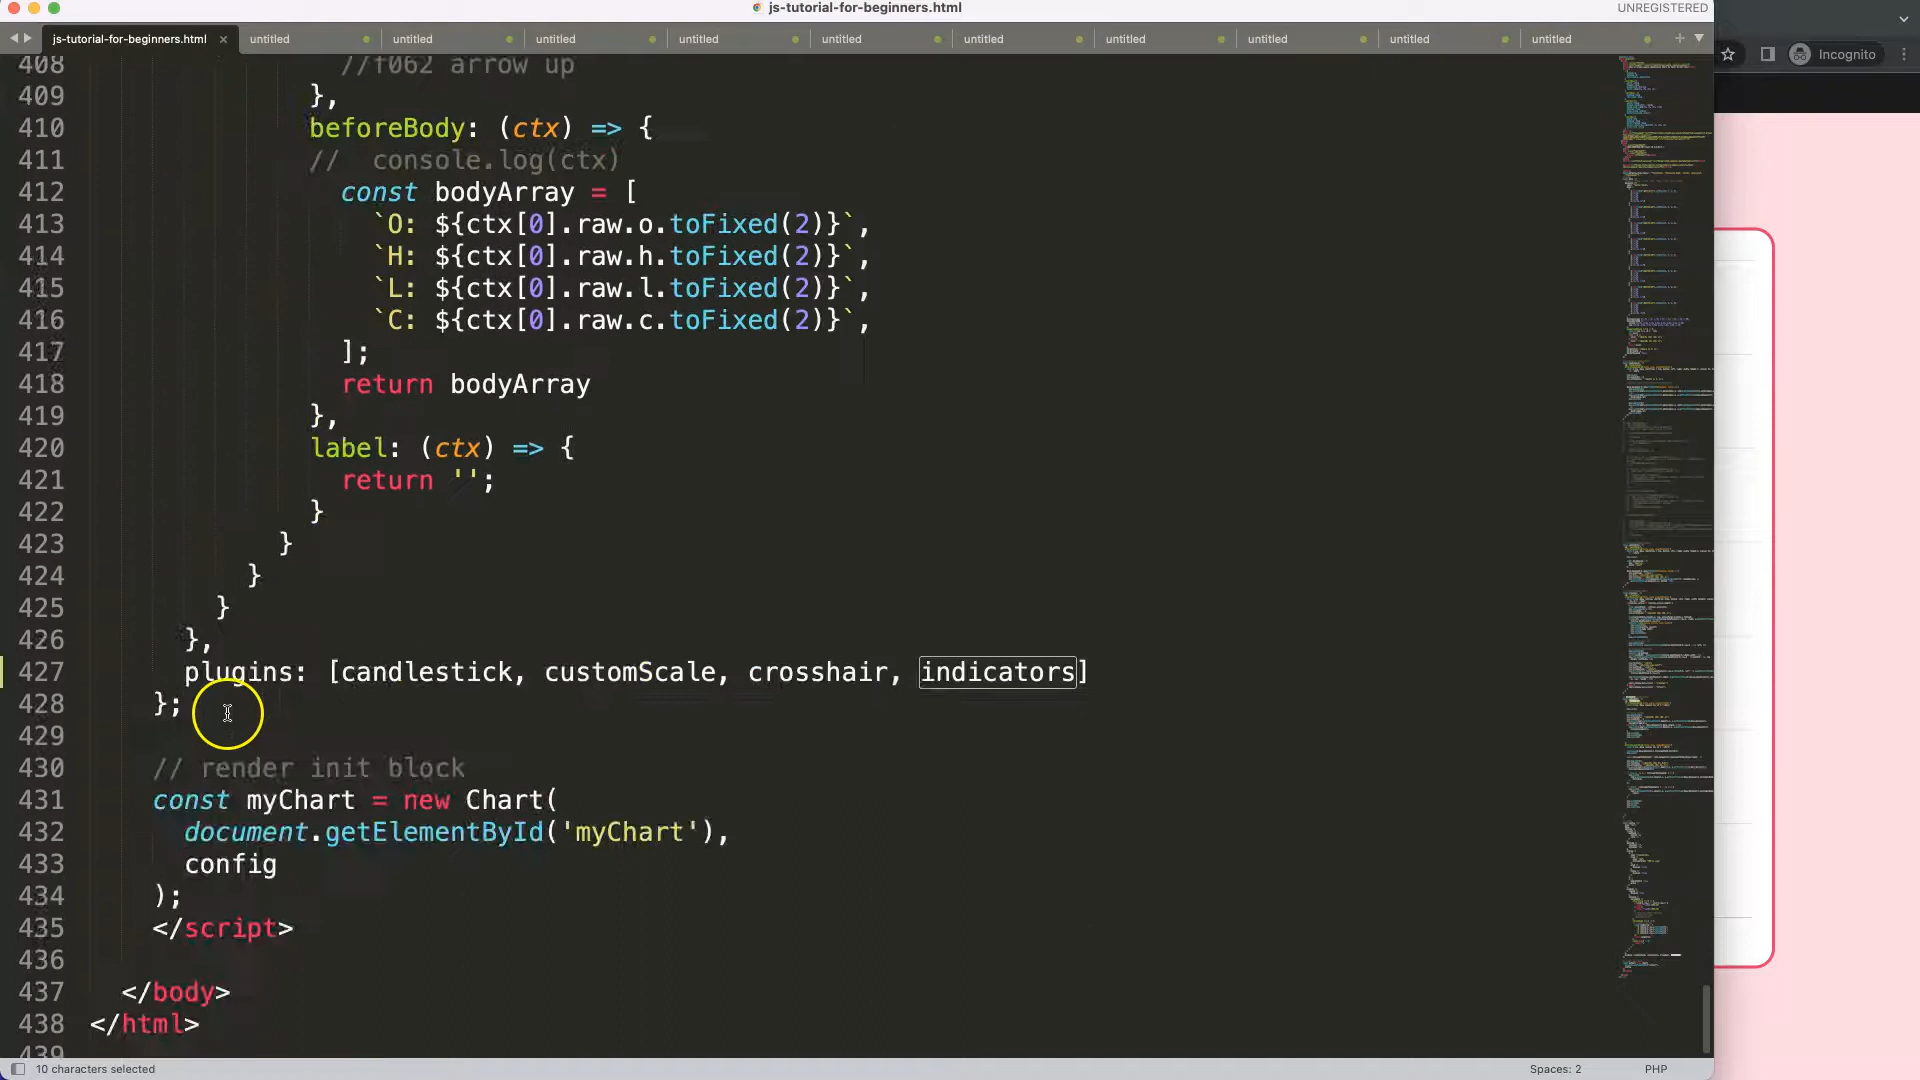 js-tutorial-for-beginners.html
UNREGISTERED
js-tutorial-for-beginners.html × untitled untitled untitled untitled untitled untitled untitled untitled untitled untitled
Incognito
408 //f062 arrow up
409 },
410 beforeBody: (ctx) => {
411 // console.log(ctx)
412 const bodyArray = [
413 `O: ${ctx[0].raw.o.toFixed(2)}`,
414 `H: ${ctx[0].raw.h.toFixed(2)}`,
415 `L: ${ctx[0].raw.l.toFixed(2)}`,
416 `C: ${ctx[0].raw.c.toFixed(2)}`,
417 ];
418 return bodyArray
419 },
420 label: (ctx) => {
421 return '';
422 }
423 }
424 }
425 }
426 },
427 plugins: [candlestick, customScale, crosshair, indicators]
428 };
429
430 // render init block
431 const myChart = new Chart(
432 document.getElementById('myChart'),
433 config
434 );
435 </script>
436
437 </body>
438 </html>
439
10 characters selected
Spaces: 2
PHP